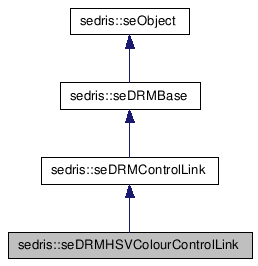 sedris::seObject
sedris::seDRMBase
sedris::seDRMControlLink
sedris::seDRMHSVColourControlLink